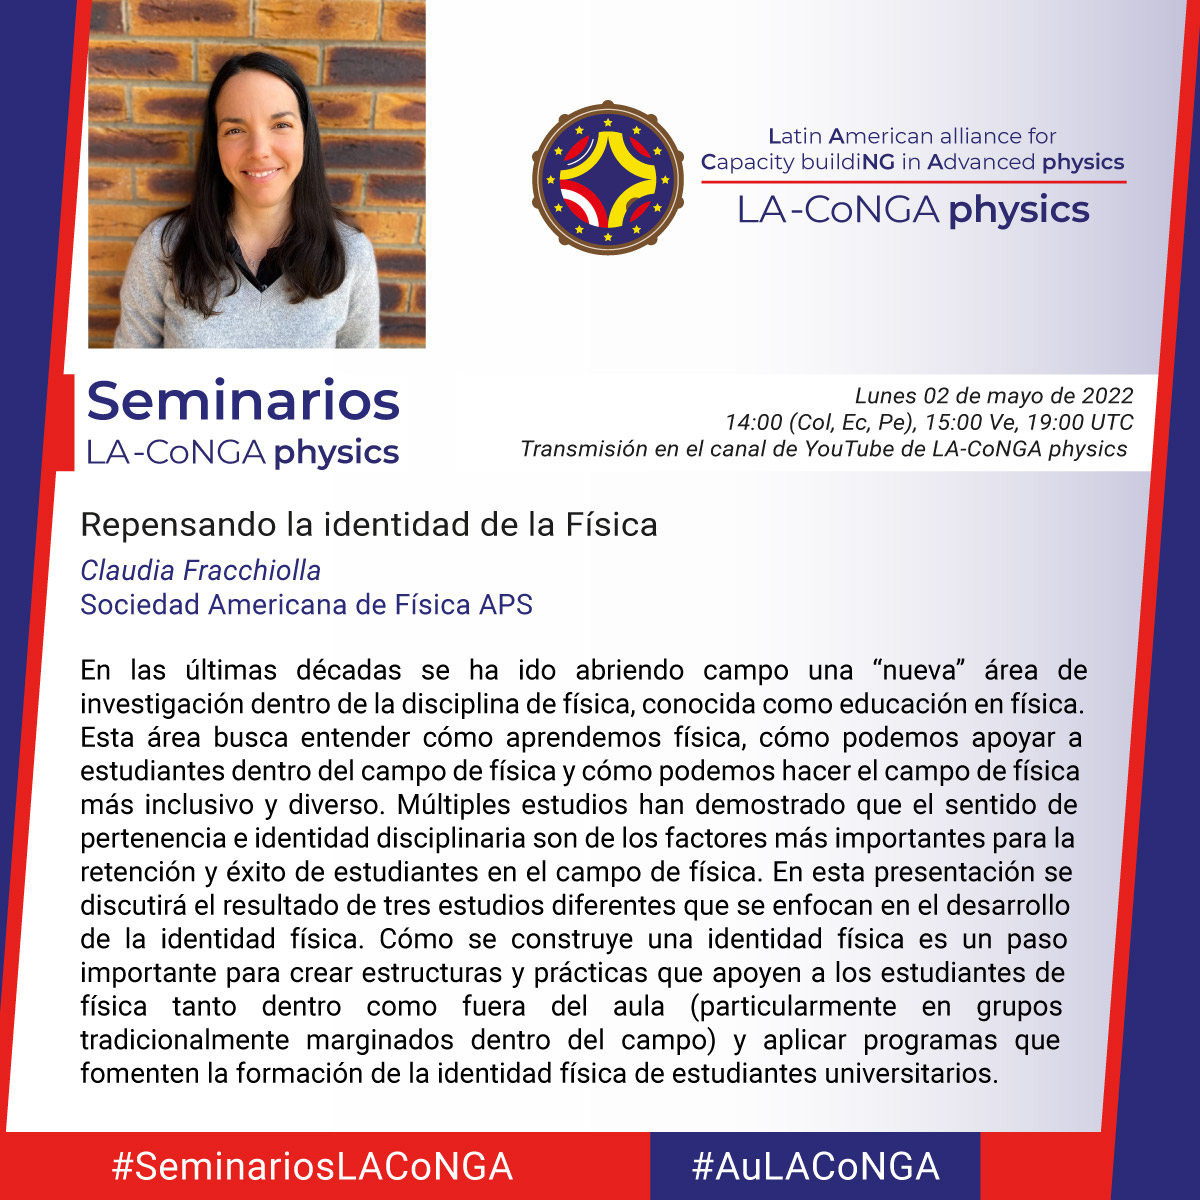 Latin American alliance for
Capacity buildiNG in Advanced physics
LA-CoNGA physics
Seminarios
LA-CoNGA physics
Lunes 02 de mayo de 2022
14:00 (Col, Ec, Pe), 15:00 Ve, 19:00 UTC
Transmisión en el canal de YouTube de LA-CoNGA physics
Repensando la identidad de la Física
Claudia Fracchiolla
Sociedad Americana de Física APS
En las últimas décadas se ha ido abriendo campo una “nueva” área de
investigación dentro de la disciplina de física, conocida como educación en física.
Esta área busca entender cómo aprendemos física, cómo podemos apoyar a
estudiantes dentro del campo de física y cómo podemos hacer el campo de física
más inclusivo y diverso. Múltiples estudios han demostrado que el sentido de
pertenencia e identidad disciplinaria son de los factores más importantes para la
retención y éxito de estudiantes en el campo de física. En esta presentación se
discutirá el resultado de tres estudios diferentes que se enfocan en el desarrollo
de la identidad física. Cómo se construye una identidad física es un paso
importante para crear estructuras y prácticas que apoyen a los estudiantes de
física tanto dentro como fuera del aula (particularmente en grupos
tradicionalmente marginados dentro del campo) y aplicar programas que
fomenten la formación de la identidad física de estudiantes universitarios.
#SeminariosLACoNGA
#AuLACoNGA